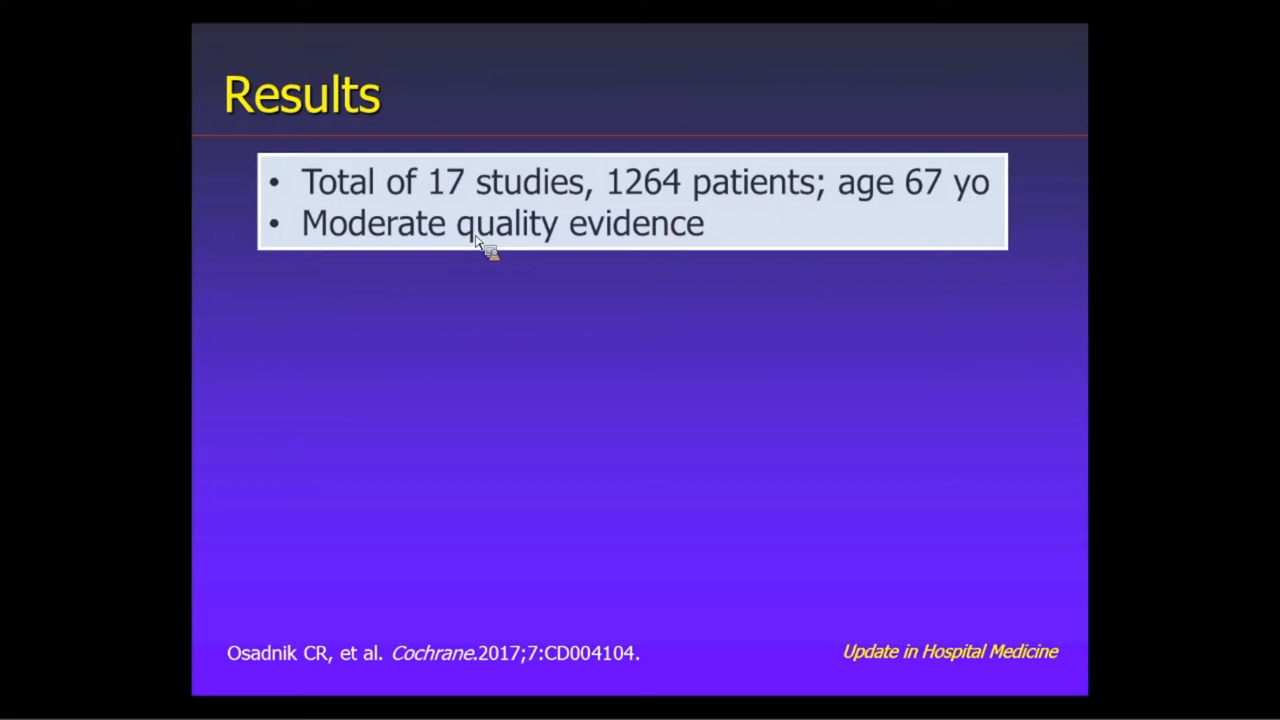 Results
• Total of 17 studies, 1264 patients; age 67 yo
• Moderate quality evidence
Osadnik CR, et al. Cochrane.2017;7:CD004104.
Update in Hospital Medicine